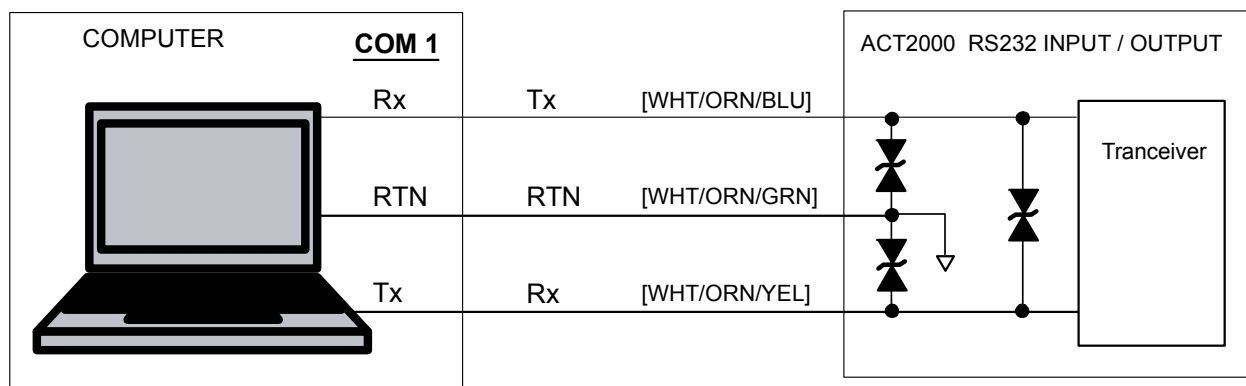 COMPUTER
COM 1
ACT2000 RS232 INPUT / OUTPUT
Rx Tx [WHT/ORN/BLU]
Tranceiver
RTN RTN [WHT/ORN/GRN]
Tx Rx [WHT/ORN/YEL]